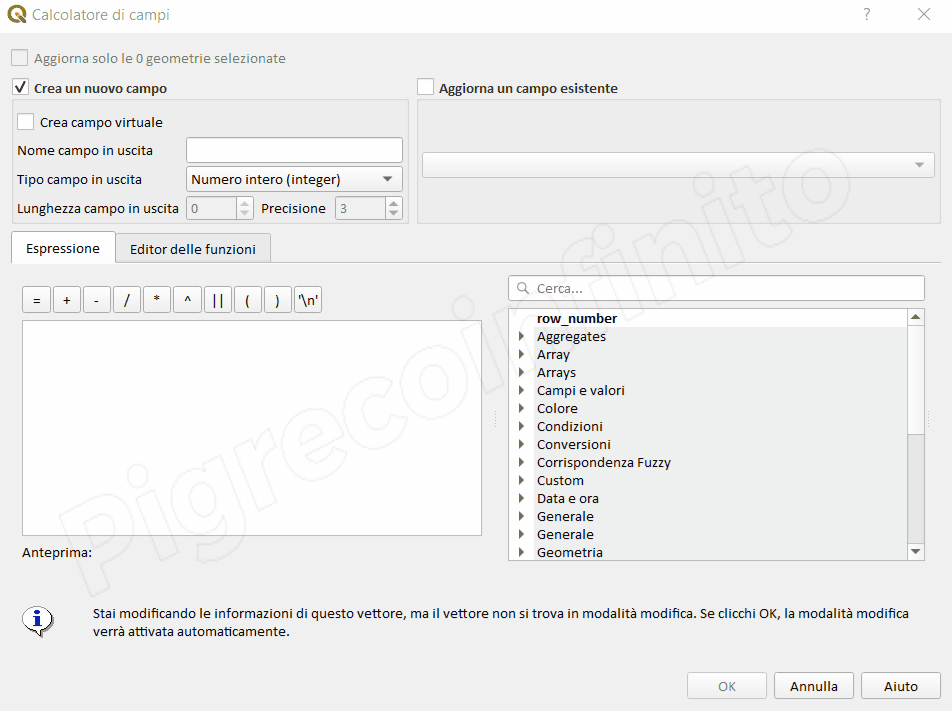 Calcolatore di campi
?
Aggiorna solo le 0 geometrie selezionate
Crea un nuovo campo
Aggiorna un campo esistente
Crea campo virtuale
Nome campo in uscita
Tipo campo in uscita
Numero intero (integer)
Lunghezza campo in uscita
0
Precisione
3
Espressione
Editor delle funzioni
= + - / * ^ || ( ) '\n'
Cerca...
row_number
Aggregates
Array
Arrays
Campi e valori
Colore
Condizioni
Conversioni
Corrispondenza Fuzzy
Custom
Data e ora
Generale
Generale
Geometria
Anteprima:
Pigrecoinfinito
Stai modificando le informazioni di questo vettore, ma il vettore non si trova in modalità modifica. Se clicchi OK, la modalità modifica
verrà attivata automaticamente.
OK
Annulla
Aiuto